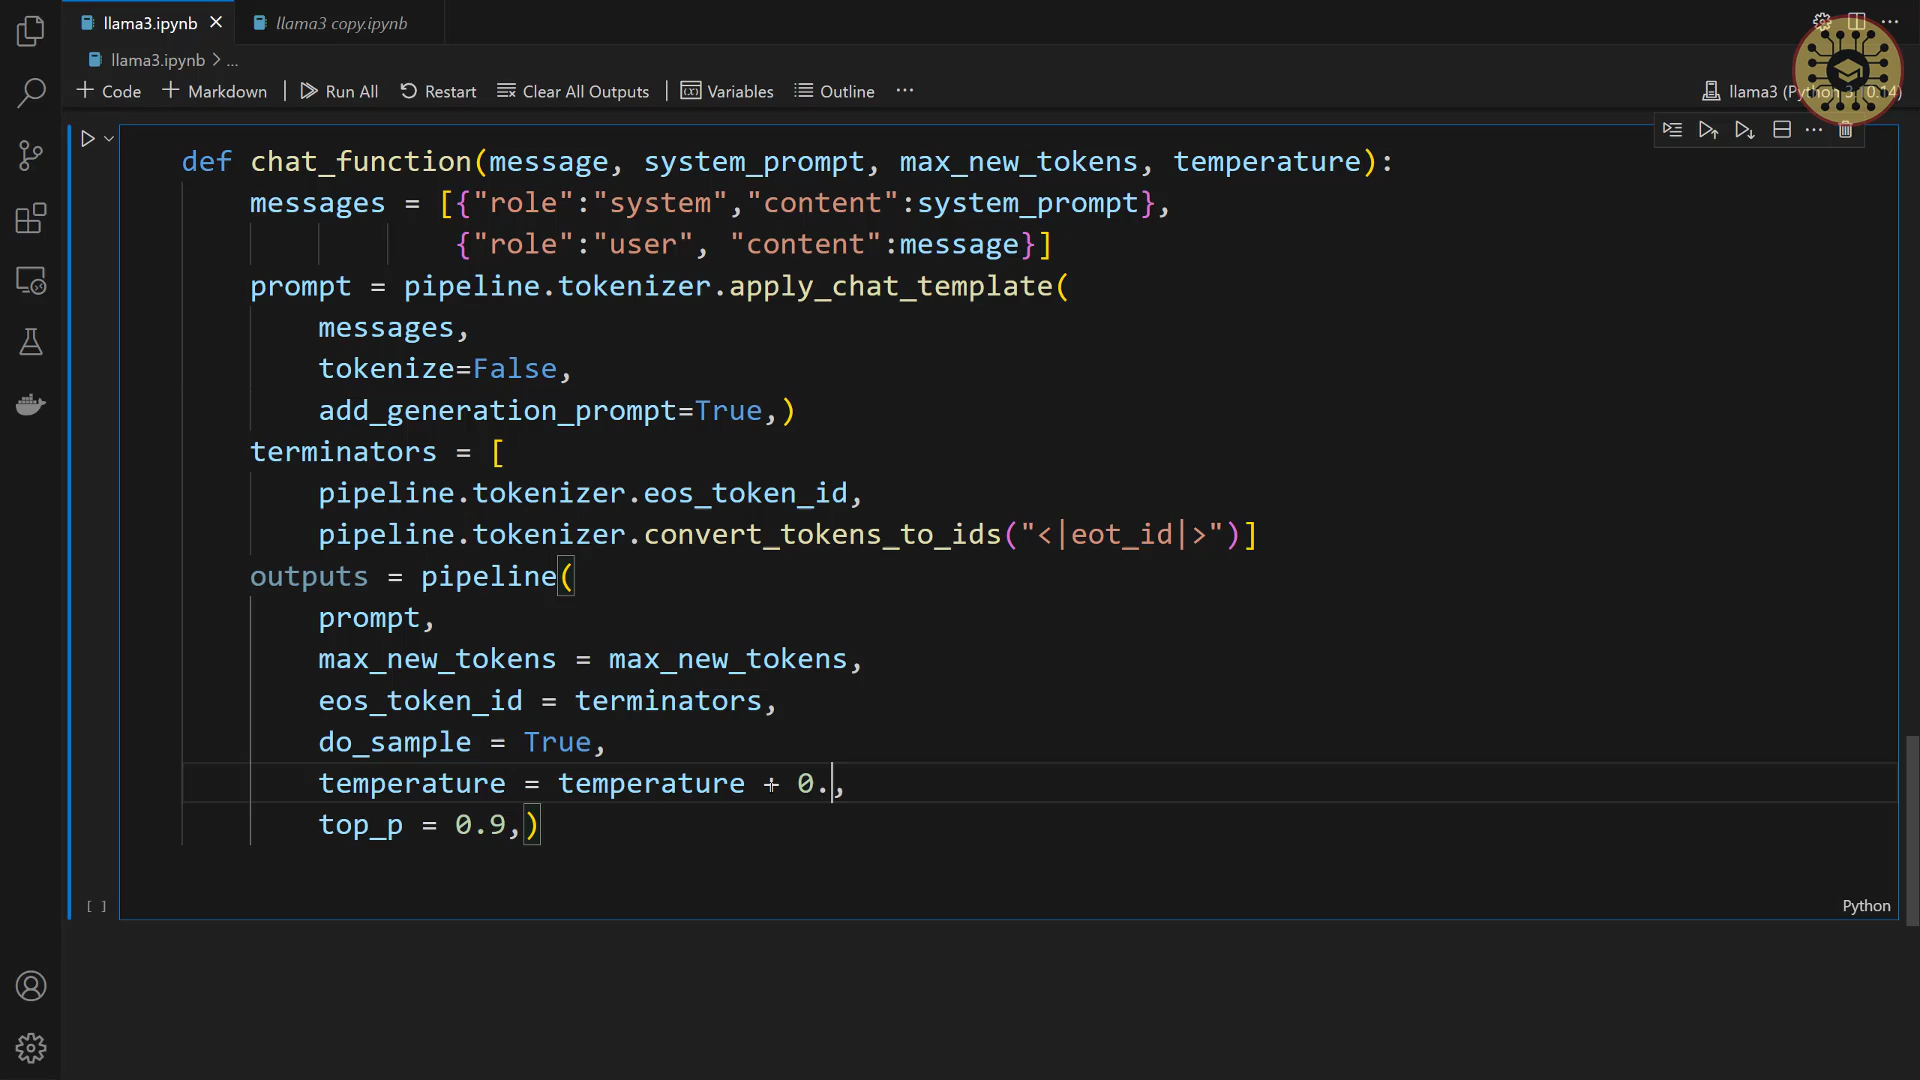 llama3.ipynb
llama3 copy.ipynb
llama3.ipynb > ...
Code
Markdown
Run All
Restart
Clear All Outputs
Variables
Outline
llama3
def chat_function(message, system_prompt, max_new_tokens, temperature):
messages = [{"role":"system","content":system_prompt},
{"role":"user", "content":message}]
prompt = pipeline.tokenizer.apply_chat_template(
messages,
tokenize=False,
add_generation_prompt=True,)
terminators = [
pipeline.tokenizer.eos_token_id,
pipeline.tokenizer.convert_tokens_to_ids("<|eot_id|>")]
outputs = pipeline(
prompt,
max_new_tokens = max_new_tokens,
eos_token_id = terminators,
do_sample = True,
temperature = temperature + 0.,
top_p = 0.9,)
[ ]
Python